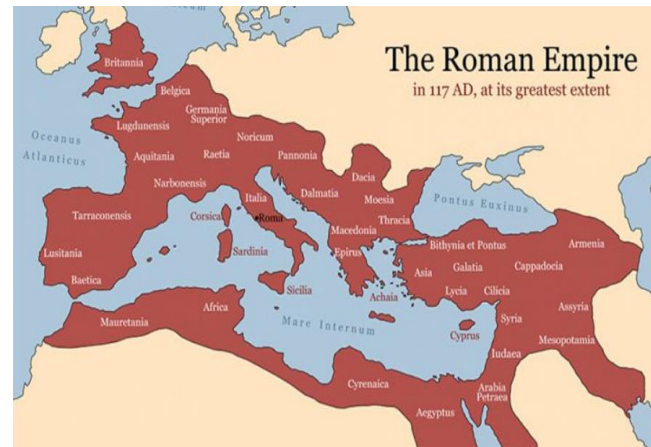 The Roman Empire
in 117 AD, at its greatest extent
Britannia
Oceanus
Atlanticus
Belgica
Germania
Superior
Lugdunensis
Noricum
Aquitania
Raetia
Pannonia
Narbonensis
Dacia
Italia
Dalmatia
Moesia
Pontus Euxinus
Tarraconensis
Corsica
Roma
Thracia
Macedonia
Lusitania
Sardinia
Epirus
Bithynia et Pontus
Armenia
Baetica
Asia
Galatia
Cappadocia
Sicilia
Achaia
Lycia
Cilicia
Mauretania
Africa
Mare Internum
Cyprus
Syria
Assyria
Mesopotamia
Iudaea
Cyrenaica
Arabia
Petraea
Aegyptus